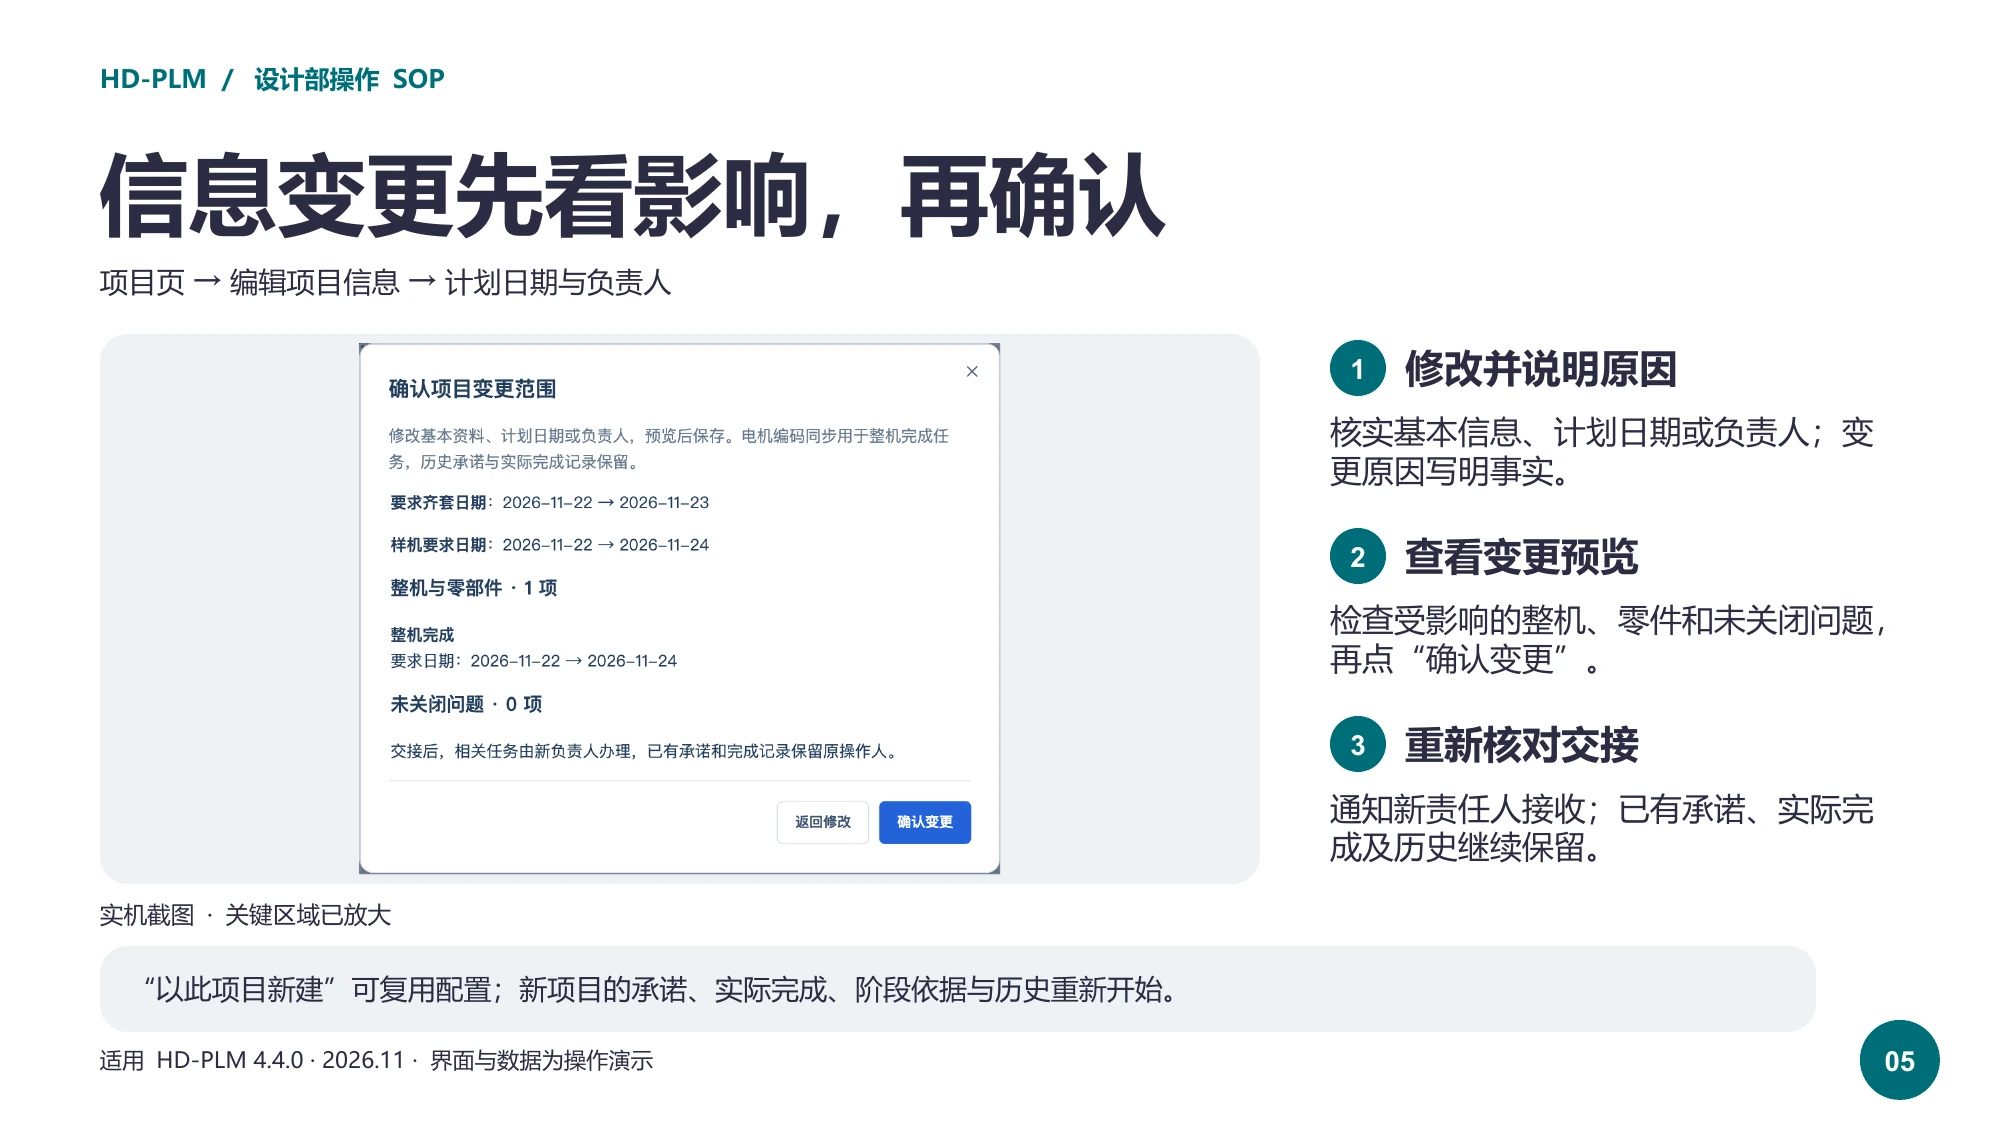 HD-PLM / 设计部操作 SOP
信息变更先看影响，再确认
项目页 → 编辑项目信息 → 计划日期与负责人
确认项目变更范围
×
修改基本资料、计划日期或负责人，预览后保存。电机编码同步用于整机完成任
务，历史承诺与实际完成记录保留。
要求齐套日期：2026-11-22 → 2026-11-23
样机要求日期：2026-11-22 → 2026-11-24
整机与零部件 · 1 项
整机完成
要求日期：2026-11-22 → 2026-11-24
未关闭问题 · 0 项
交接后，相关任务由新负责人办理，已有承诺和完成记录保留原操作人。
返回修改
确认变更
1 修改并说明原因
核实基本信息、计划日期或负责人；变
更原因写明事实。
2 查看变更预览
检查受影响的整机、零件和未关闭问题，
再点“确认变更”。
3 重新核对交接
通知新责任人接收；已有承诺、实际完
成及历史继续保留。
实机截图 · 关键区域已放大
“以此项目新建”可复用配置；新项目的承诺、实际完成、阶段依据与历史重新开始。
适用 HD-PLM 4.4.0 · 2026.11 · 界面与数据为操作演示
05